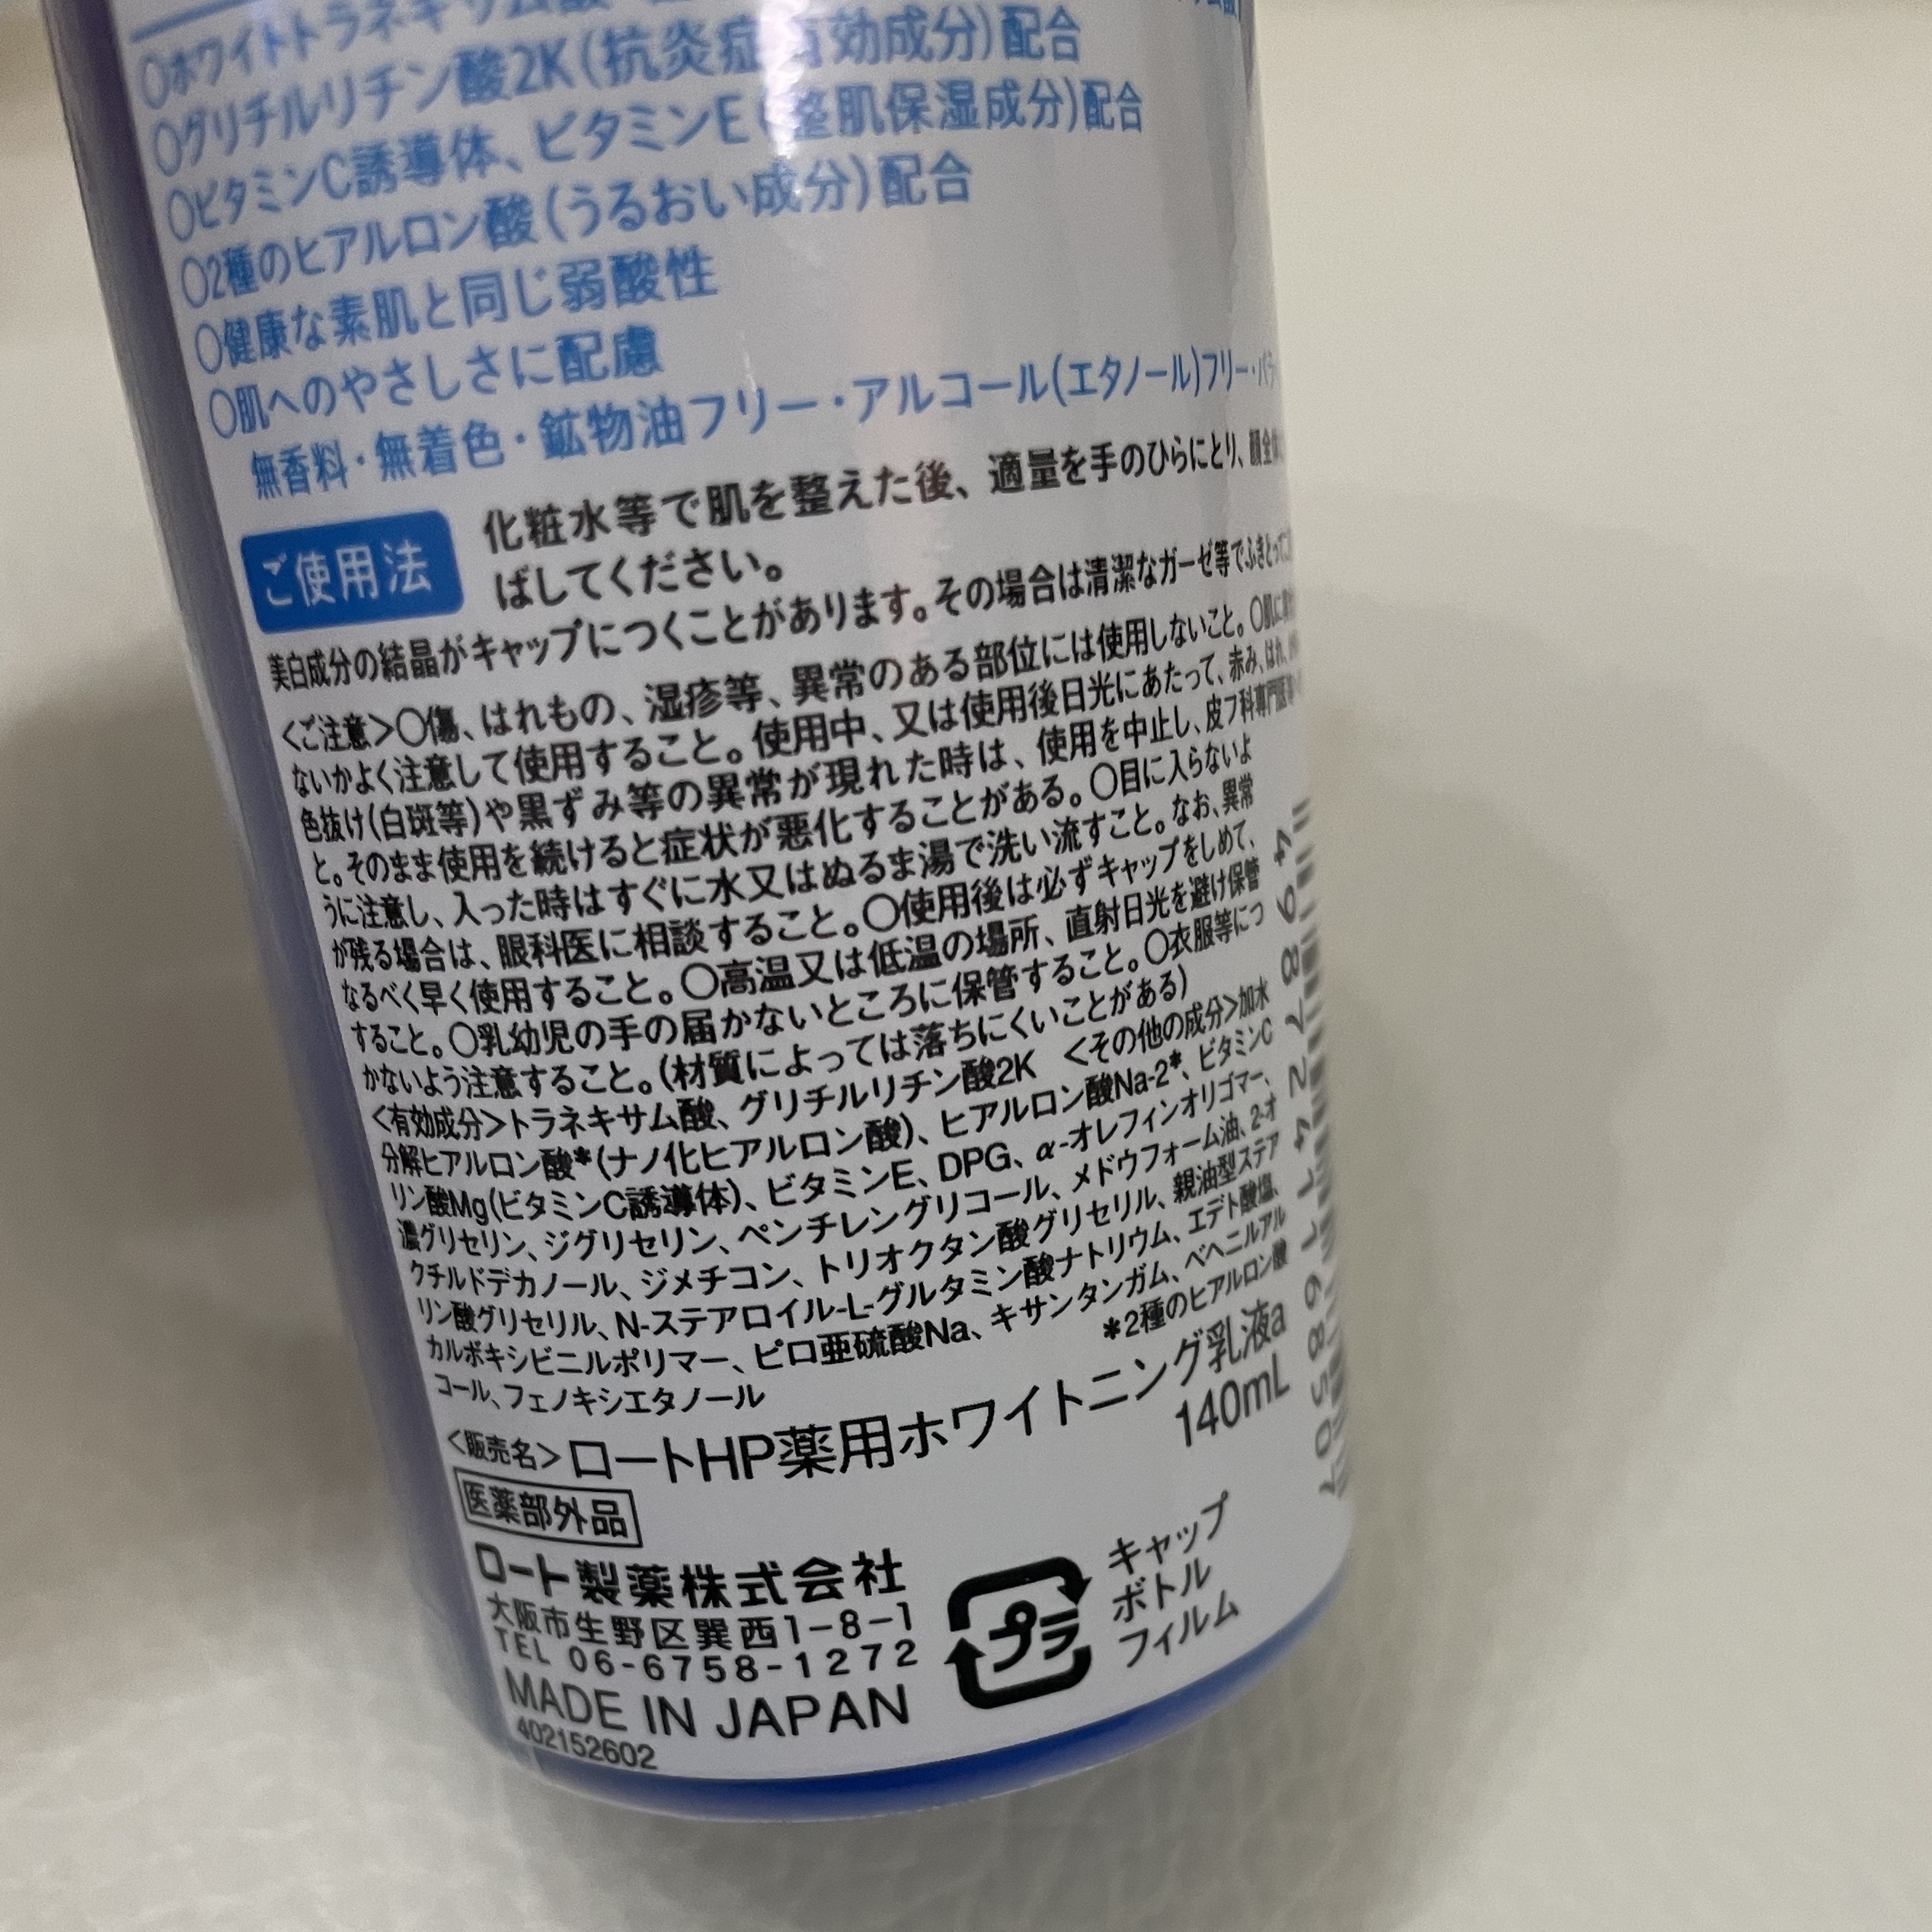 ○ホワイトトラネキサム酸
○グリチルリチン酸2K(抗炎症有効成分)配合
○ビタミンC誘導体、ビタミンE(整肌保湿成分)配合
○2種のヒアルロン酸(うるおい成分)配合
○健康な素肌と同じ弱酸性
○肌へのやさしさに配慮
無香料・無着色・鉱物油フリー・アルコール(エタノール)フリー・パラ
ご使用法
化粧水等で肌を整えた後、適量を手のひらにとり、顔全体
ばしてください。
美白成分の結晶がキャップにつくことがあります。その場合は清潔なガーゼ等でふきとって
<ご注意>○傷、はれもの、湿疹等、異常のある部位には使用しないこと。○肌に
ないかよく注意して使用すること。使用中、又は使用後日光にあたって、赤み、はれ、
色抜け(白斑等)や黒ずみ等の異常が現れた時は、使用を中止し、皮フ科専門医
と。そのまま使用を続けると症状が悪化することがある。○目に入らないよ
うに注意し、入った時はすぐに水又はぬるま湯で洗い流すこと。なお、異常
が残る場合は、眼科医に相談すること。○使用後は必ずキャップをしめて、
なるべく早く使用すること。○高温又は低温の場所、直射日光を避け保管
すること。○乳幼児の手の届かないところに保管すること。○衣服等につ
かないよう注意すること。(材質によっては落ちにくいことがある)
<有効成分>トラネキサム酸、グリチルリチン酸2K <その他の成分>加水
分解ヒアルロン酸*(ナノ化ヒアルロン酸)、ヒアルロン酸Na-2*、ビタミンC
リン酸Mg(ビタミンC誘導体)、ビタミンE、DPG、α-オレフィンオリゴマー、
濃グリセリン、ジグリセリン、ペンチレングリコール、メドウフォーム油、2-オ
クチルドデカノール、ジメチコン、トリオクタン酸グリセリル、親油型ステア
リン酸グリセリル、N-ステアロイル-L-グルタミン酸ナトリウム、エデト酸塩、
カルボキシビニルポリマー、ピロ亜硫酸Na、キサンタンガム、ベヘニルアル
コール、フェノキシエタノール
*2種のヒアルロン酸
<販売名>ロートHP薬用ホワイトニング乳液a
140mL
医薬部外品
ロート製薬株式会社
大阪市生野区巽西1-8-1
TEL 06-6758-1272
MADE IN JAPAN
402152602
プラ
キャップ
ボトル
フィルム